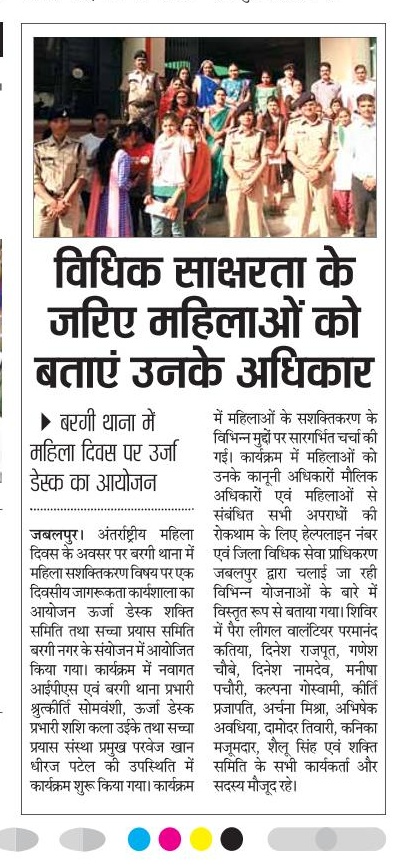 विधिक साक्षरता के
जरिए महिलाओं को
बताएं उनके अधिकार
बरगी थाना में
महिला दिवस पर उर्जा
डेस्क का आयोजन
जबलपुर। अंतर्राष्ट्रीय महिला
दिवस के अवसर पर बरगी थाना में
महिला सशक्तिकरण विषय पर एक
दिवसीय जागरूकता कार्यशाला का
आयोजन ऊर्जा डेस्क शक्ति
समिति तथा सच्चा प्रयास समिति
बरगी नगर के संयोजन में आयोजित
किया गया। कार्यक्रम में नवागत
आईपीएस एवं बरगी थाना प्रभारी
श्रुत्कीर्ति सोमवंशी, ऊर्जा डेस्क
प्रभारी शशि कला उईके तथा सच्चा
प्रयास संस्था प्रमुख परवेज खान
धीरज पटेल की उपस्थिति में
कार्यक्रम शुरू किया गया। कार्यक्रम
में महिलाओं के सशक्तिकरण के
विभिन्न मुद्दों पर सारगर्भित चर्चा की
गई। कार्यक्रम में महिलाओं को
उनके कानूनी अधिकारों मौलिक
अधिकारों एवं महिलाओं से
संबंधित सभी अपराधों की
रोकथाम के लिए हेल्पलाइन नंबर
एवं जिला विधिक सेवा प्राधिकरण
जबलपुर द्वारा चलाई जा रही
विभिन्न योजनाओं के बारे में
विस्तृत रूप से बताया गया। शिविर
में पैरा लीगल वालंटियर परमानंद
कतिया, दिनेश राजपूत, गणेश
चौबे, दिनेश नामदेव, मनीषा
पचौरी, कल्पना गोस्वामी, कीर्ति
प्रजापति, अर्चना मिश्रा, अभिषेक
अवधिया, दामोदर तिवारी, कनिका
मजूमदार, शैलू सिंह एवं शक्ति
समिति के सभी कार्यकर्ता और
सदस्य मौजूद रहे।